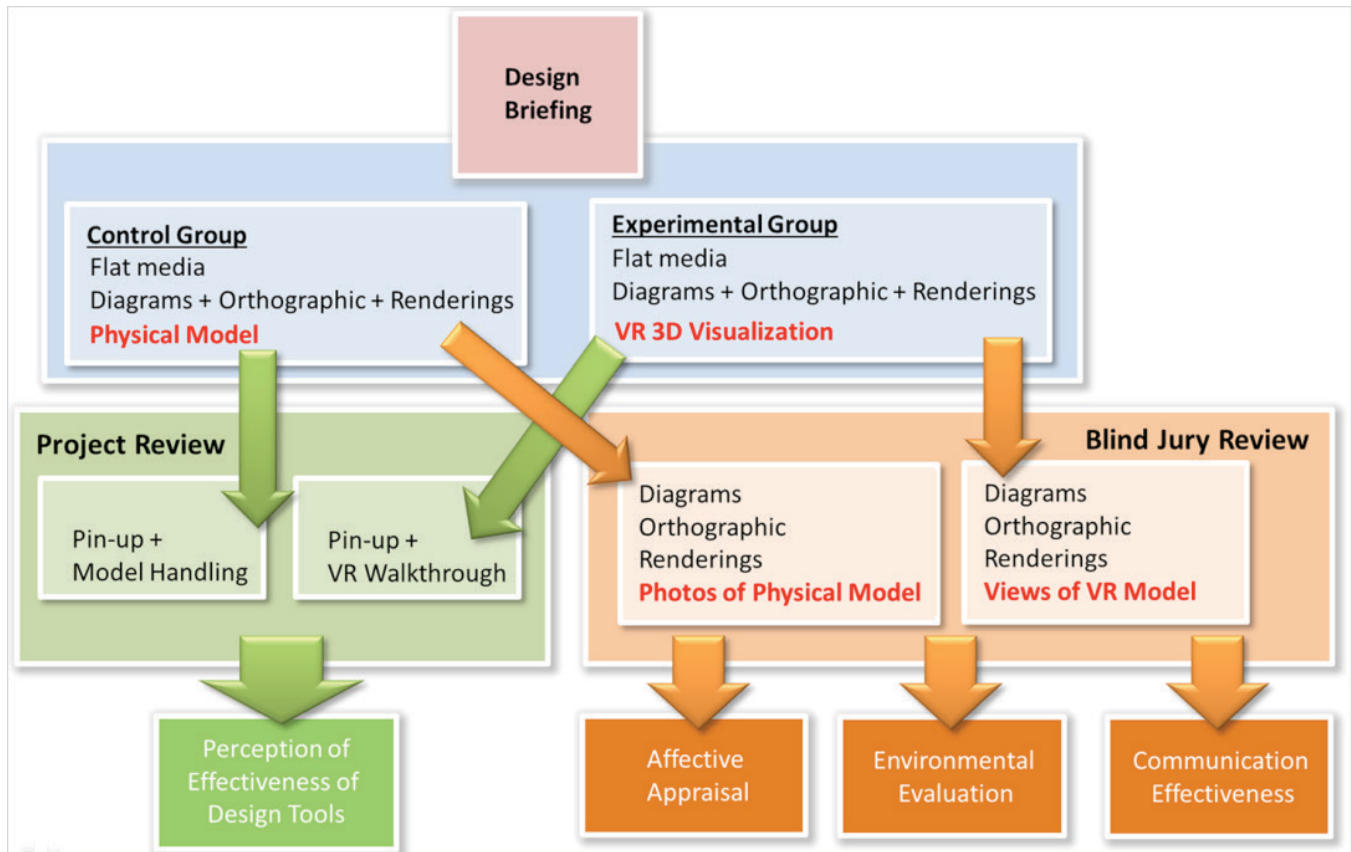 Design
Briefing
Control Group
Flat media
Diagrams + Orthographic + Renderings
Physical Model
Experimental Group
Flat media
Diagrams + Orthographic + Renderings
VR 3D Visualization
Project Review
Pin-up +
Model Handling
Pin-up +
VR Walkthrough
Blind Jury Review
Diagrams
Orthographic
Renderings
Photos of Physical Model
Diagrams
Orthographic
Renderings
Views of VR Model
Perception of
Effectiveness of
Design Tools
Affective
Appraisal
Environmental
Evaluation
Communication
Effectiveness